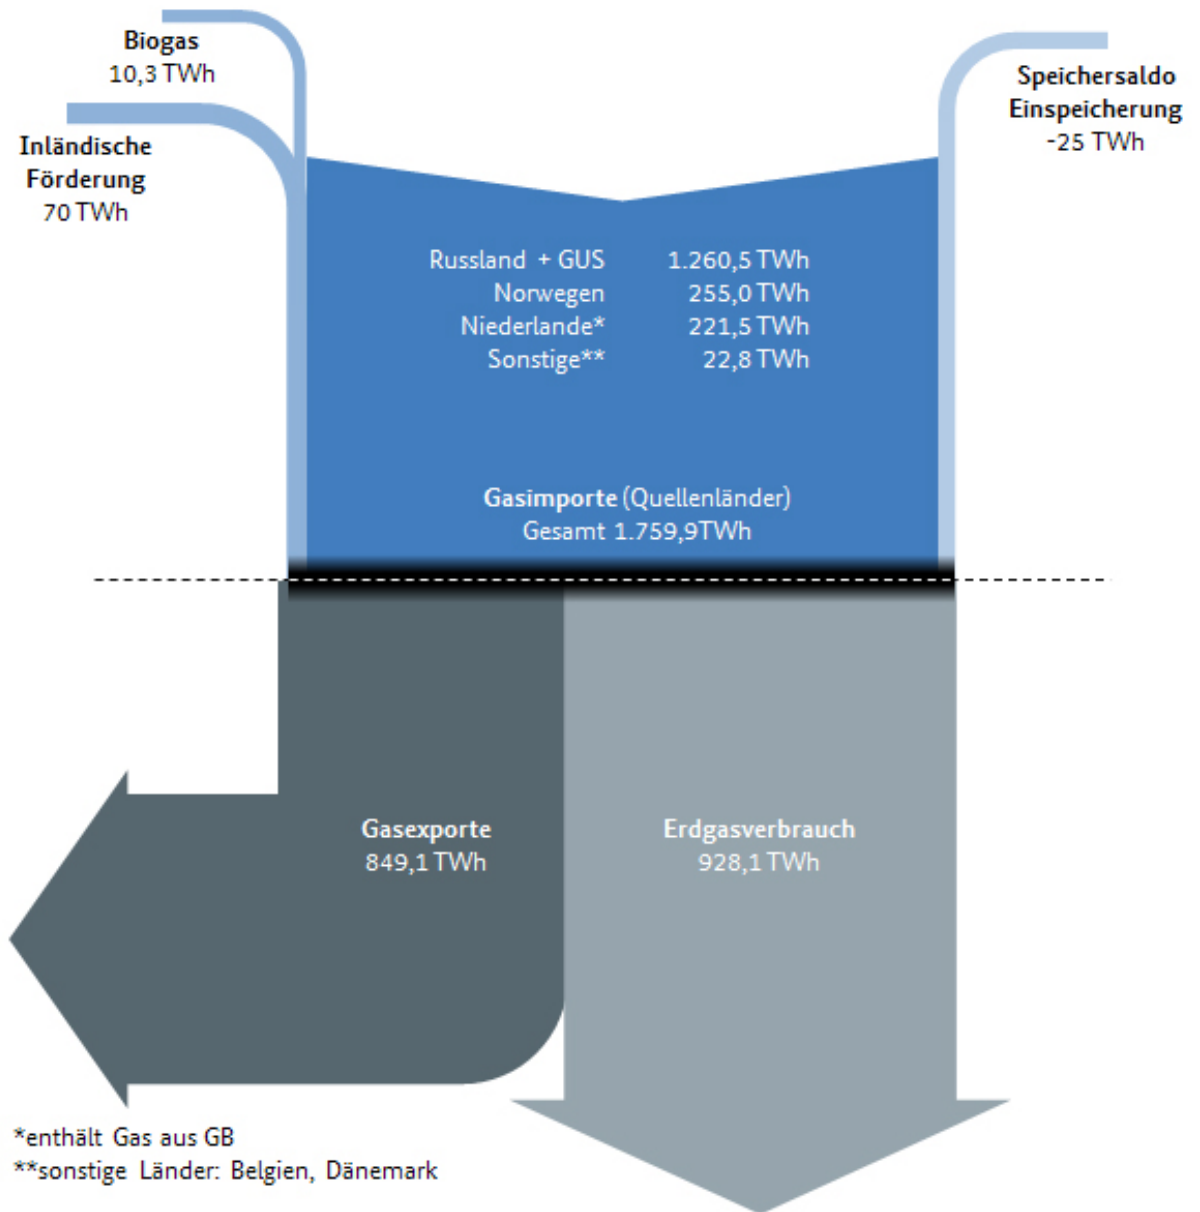 Biogas
10,3 TWh
Inländische
Förderung
70 TWh
Speichersaldo
Einspeicherung
-25 TWh
Russland + GUS 1.260,5 TWh
Norwegen 255,0 TWh
Niederlande* 221,5 TWh
Sonstige** 22,8 TWh
Gasimporte (Quellenländer)
Gesamt 1.759,9TWh
Gasexporte
849,1 TWh
Erdgasverbrauch
928,1 TWh
*enthält Gas aus GB
**sonstige Länder: Belgien, Dänemark